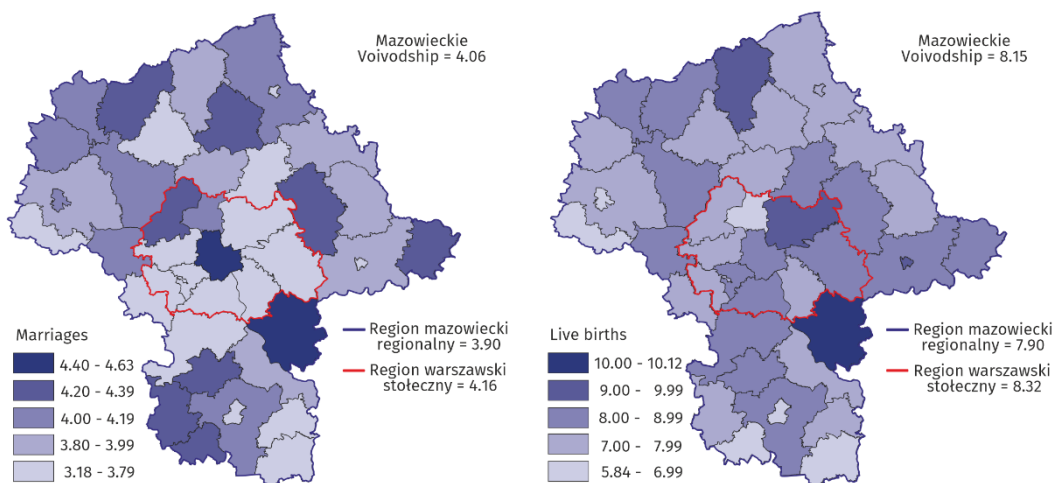 Mazowieckie
Voivodship = 4.06
Marriages
4.40 - 4.63
4.20 - 4.39
4.00 - 4.19
3.80 - 3.99
3.18 - 3.79
Region mazowiecki
regionalny = 3.90
Region warszawski
stołeczny = 4.16
Mazowieckie
Voivodship = 8.15
Live births
10.00 - 10.12
9.00 - 9.99
8.00 - 8.99
7.00 - 7.99
5.84 - 6.99
Region mazowiecki
regionalny = 7.90
Region warszawski
stołeczny = 8.32